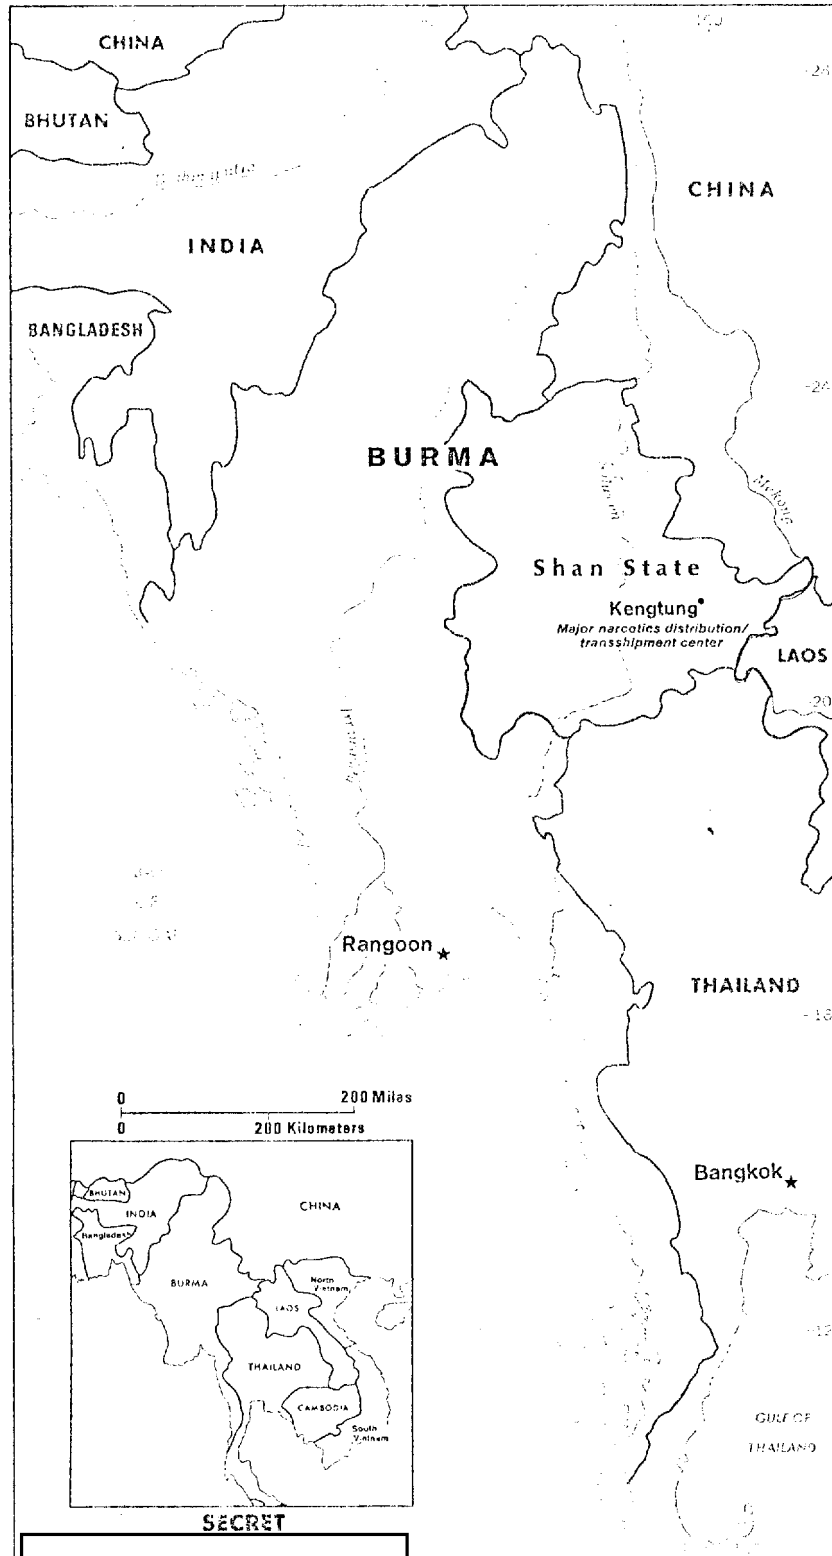 CHINA
BHUTAN
CHINA
INDIA
BANGLADESH
BURMA
Mekong
Shan State
Kengtung
Major narcotics distribution/
transshipment center
LAOS
Rangoon
THAILAND
0 200 Miles
0 200 Kilometers
Bangkok
BHUTAN
INDIA
CHINA
Bangladesh
BURMA
North
Vietnam
LAOS
THAILAND
CAMBODIA
South
Vietnam
GULF OF
THAILAND
SECRET